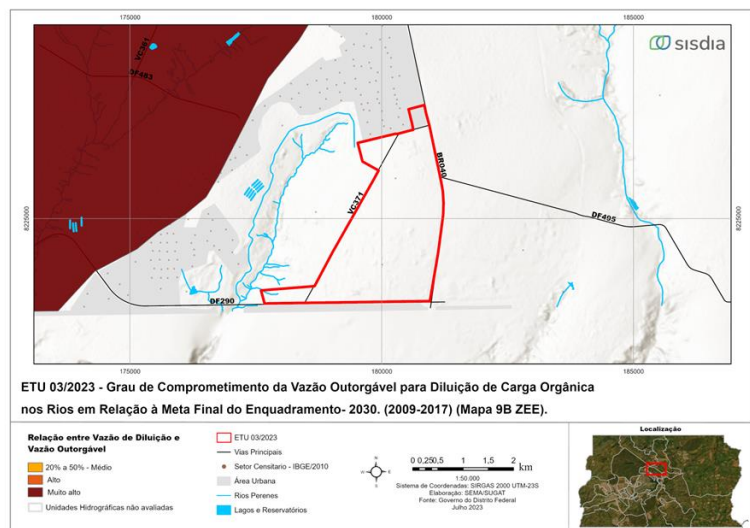 175000 180000 185000
sisdia
VC361
DF483
8225000
8225000
BR040
VC371
DF495
DF290
175000 180000 185000
ETU 03/2023 - Grau de Comprometimento da Vazão Outorgável para Diluição de Carga Orgânica
nos Rios em Relação à Meta Final do Enquadramento- 2030. (2009-2017) (Mapa 9B ZEE).
Relação entre Vazão de Diluição e
Vazão Outorgável
20% a 50% - Médio
Alto
Muito alto
Unidades Hidrográficas não avaliadas
ETU 03/2023
Vias Principais
Setor Censitario - IBGE/2010
Área Urbana
Rios Perenes
Lagos e Reservatórios
N
W E
S
0 0,25 0,5 1 1,5 2
km
1:50.000
Sistema de Coordenadas: SIRGAS 2000 UTM-23S
Elaboração: SEMA/SUGAT
Fonte: Governo do Distrito Federal
Julho 2023
Localização